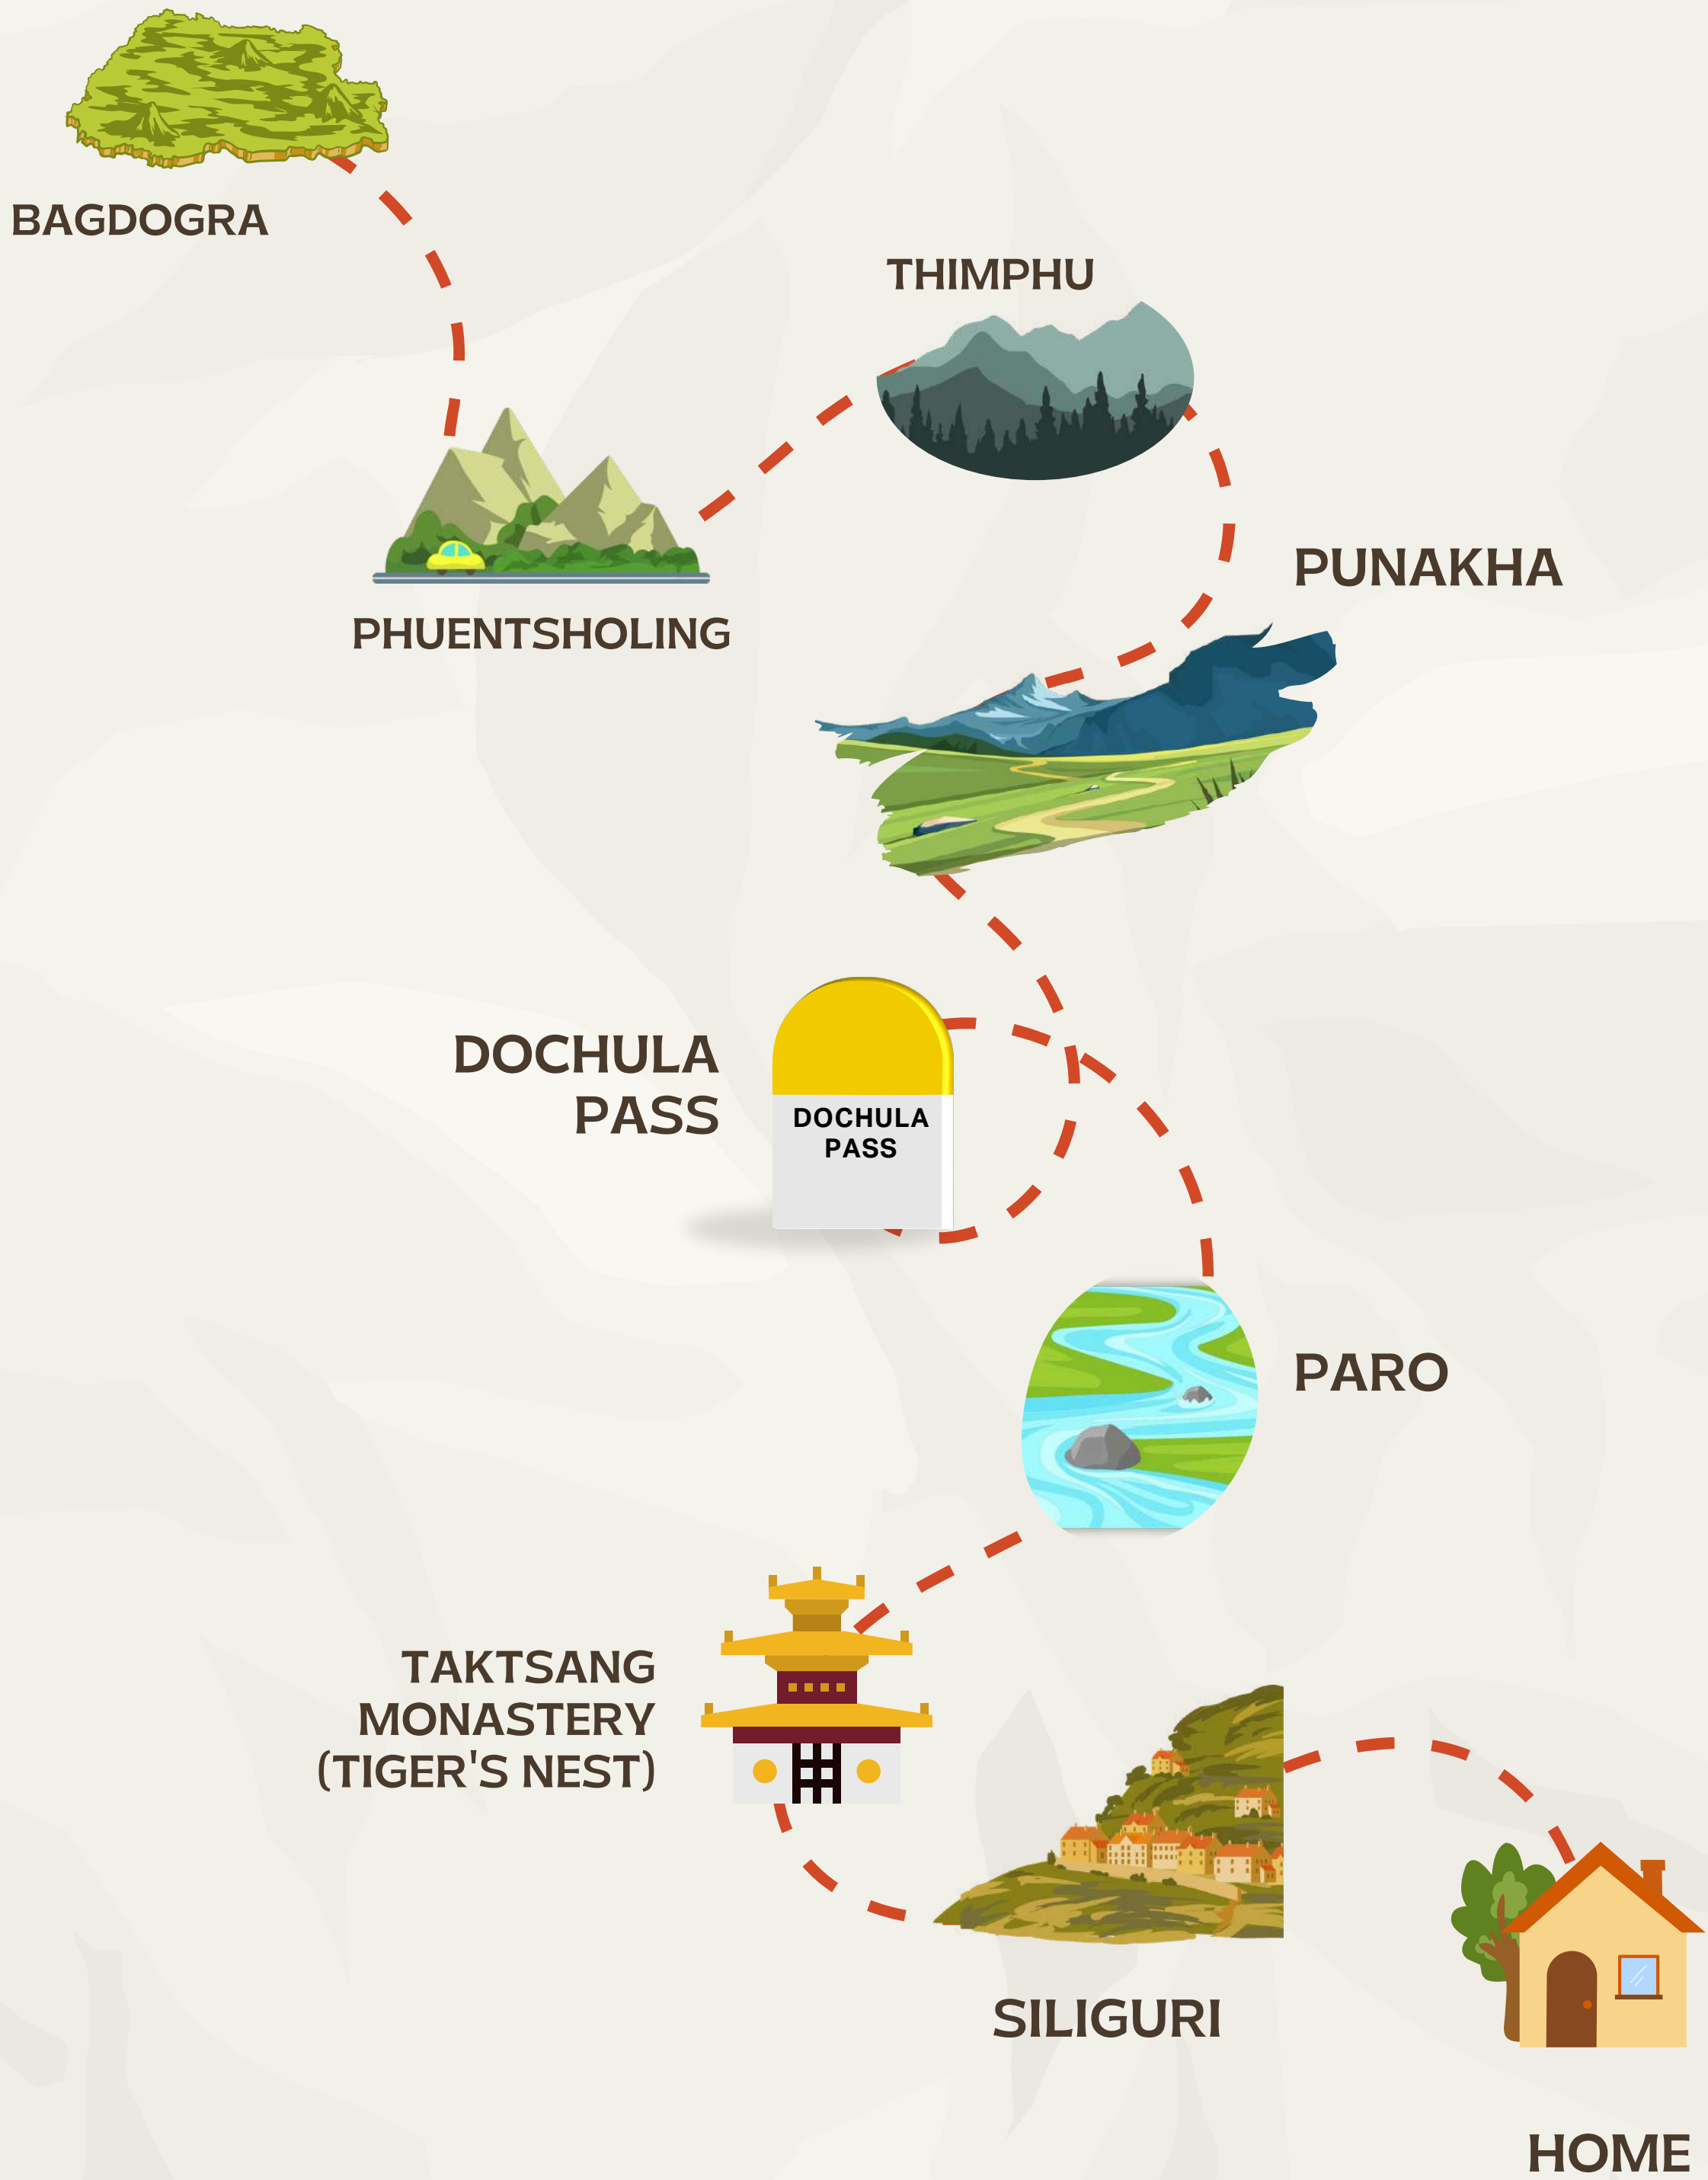 BAGDOGRA
THIMPHU
PUNAKHA
PHUENTSHOLING
DOCHULA
PASS
DOCHULA
PASS
PARO
TAKTSANG
MONASTERY
(TIGER'S NEST)
SILIGURI
HOME